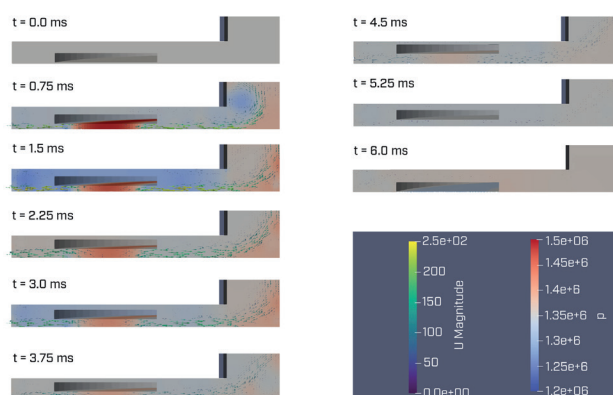 t = 0.0 ms
t = 0.75 ms
t = 1.5 ms
t = 2.25 ms
t = 3.0 ms
t = 3.75 ms
t = 4.5 ms
t = 5.25 ms
t = 6.0 ms
2.5e+02
200
150
100
50
0.0e+00
U Magnitude
1.5e+06
1.45e+6
1.4e+6
1.35e+6
1.3e+6
1.25e+6
1.2e+06
p